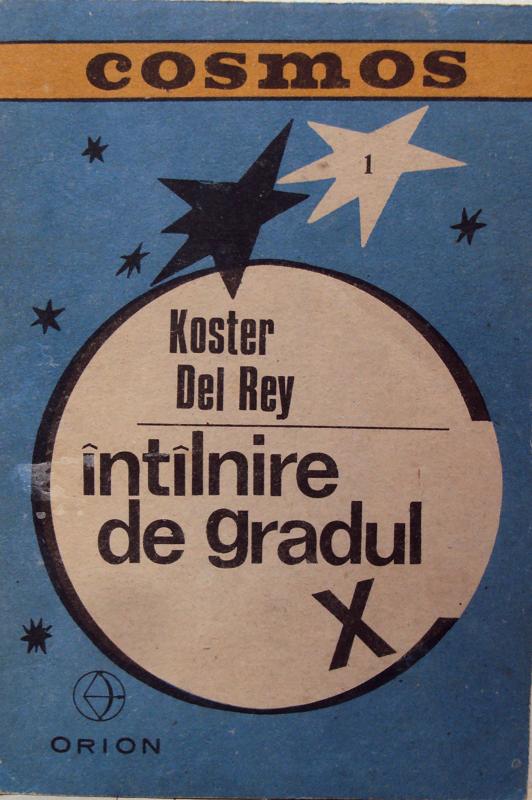 cosmos
1
Koster
Del Rey
întîlnire
de gradul
X
ORION